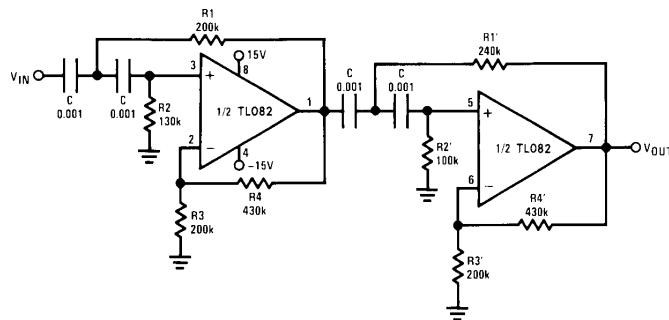 R1
200k
15V
V_IN
C
0.001
C
0.001
R2
130k
3
+
8
1/2 TL082
1
2
−
4
−15V
R4
430k
R3
200k
R1'
240k
C
0.001
C
0.001
R2'
100k
5
+
1/2 TL082
7
V_OUT
6
−
R4'
430k
R3'
200k